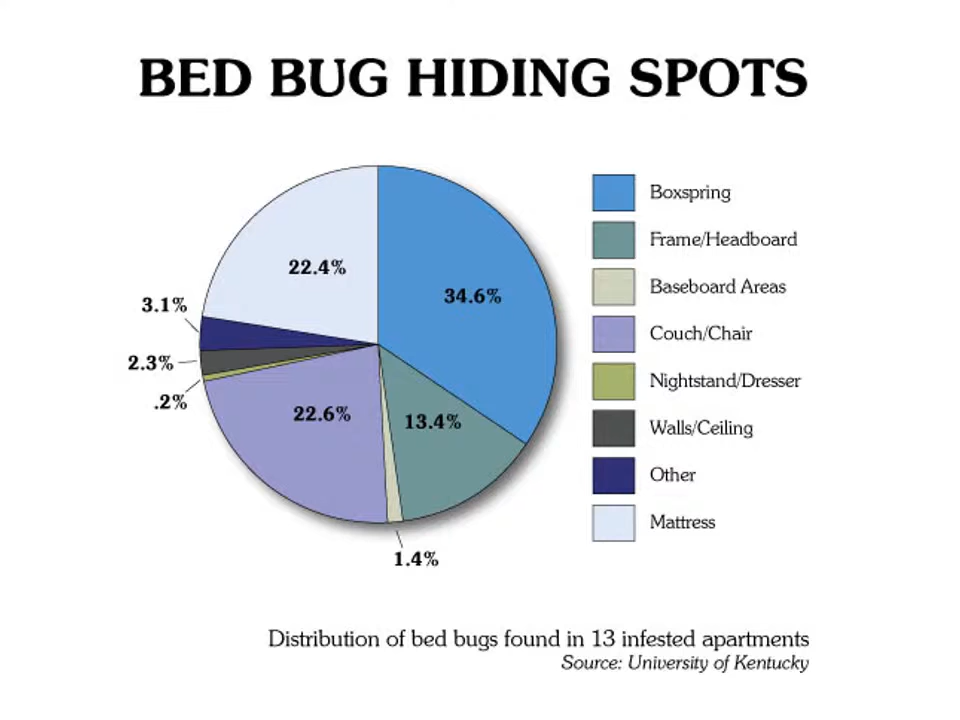 BED BUG HIDING SPOTS
22.4%
34.6%
3.1%
2.3%
.2%
22.6%
13.4%
1.4%
Boxspring
Frame/Headboard
Baseboard Areas
Couch/Chair
Nightstand/Dresser
Walls/Ceiling
Other
Mattress
Distribution of bed bugs found in 13 infested apartments
Source: University of Kentucky